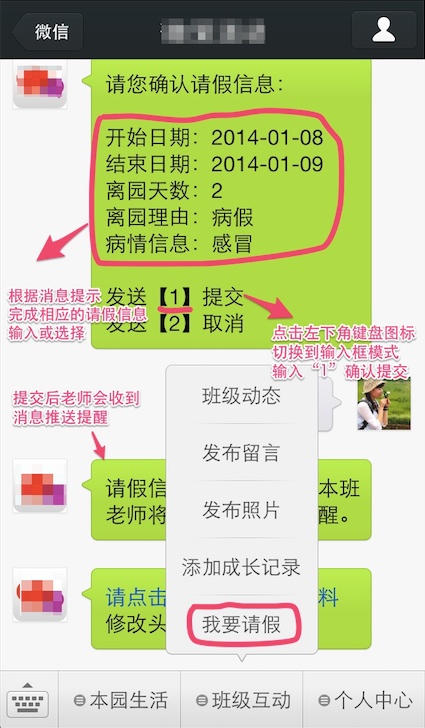 微信
请您确认请假信息：
开始日期：2014-01-08
结束日期：2014-01-09
离园天数：2
离园理由：病假
病情信息：感冒
根据消息提示
完成相应的请假信息
输入或选择
发送【1】提交
发送【2】取消
点击左下角键盘图标
切换到输入框模式
输入“1”确认提交
提交后老师会收到
消息推送提醒
班级动态
发布留言
发布照片
添加成长记录
我要请假
请假信
本班
老师将
醒。
请点击
料
修改头
本园生活
班级互动
个人中心